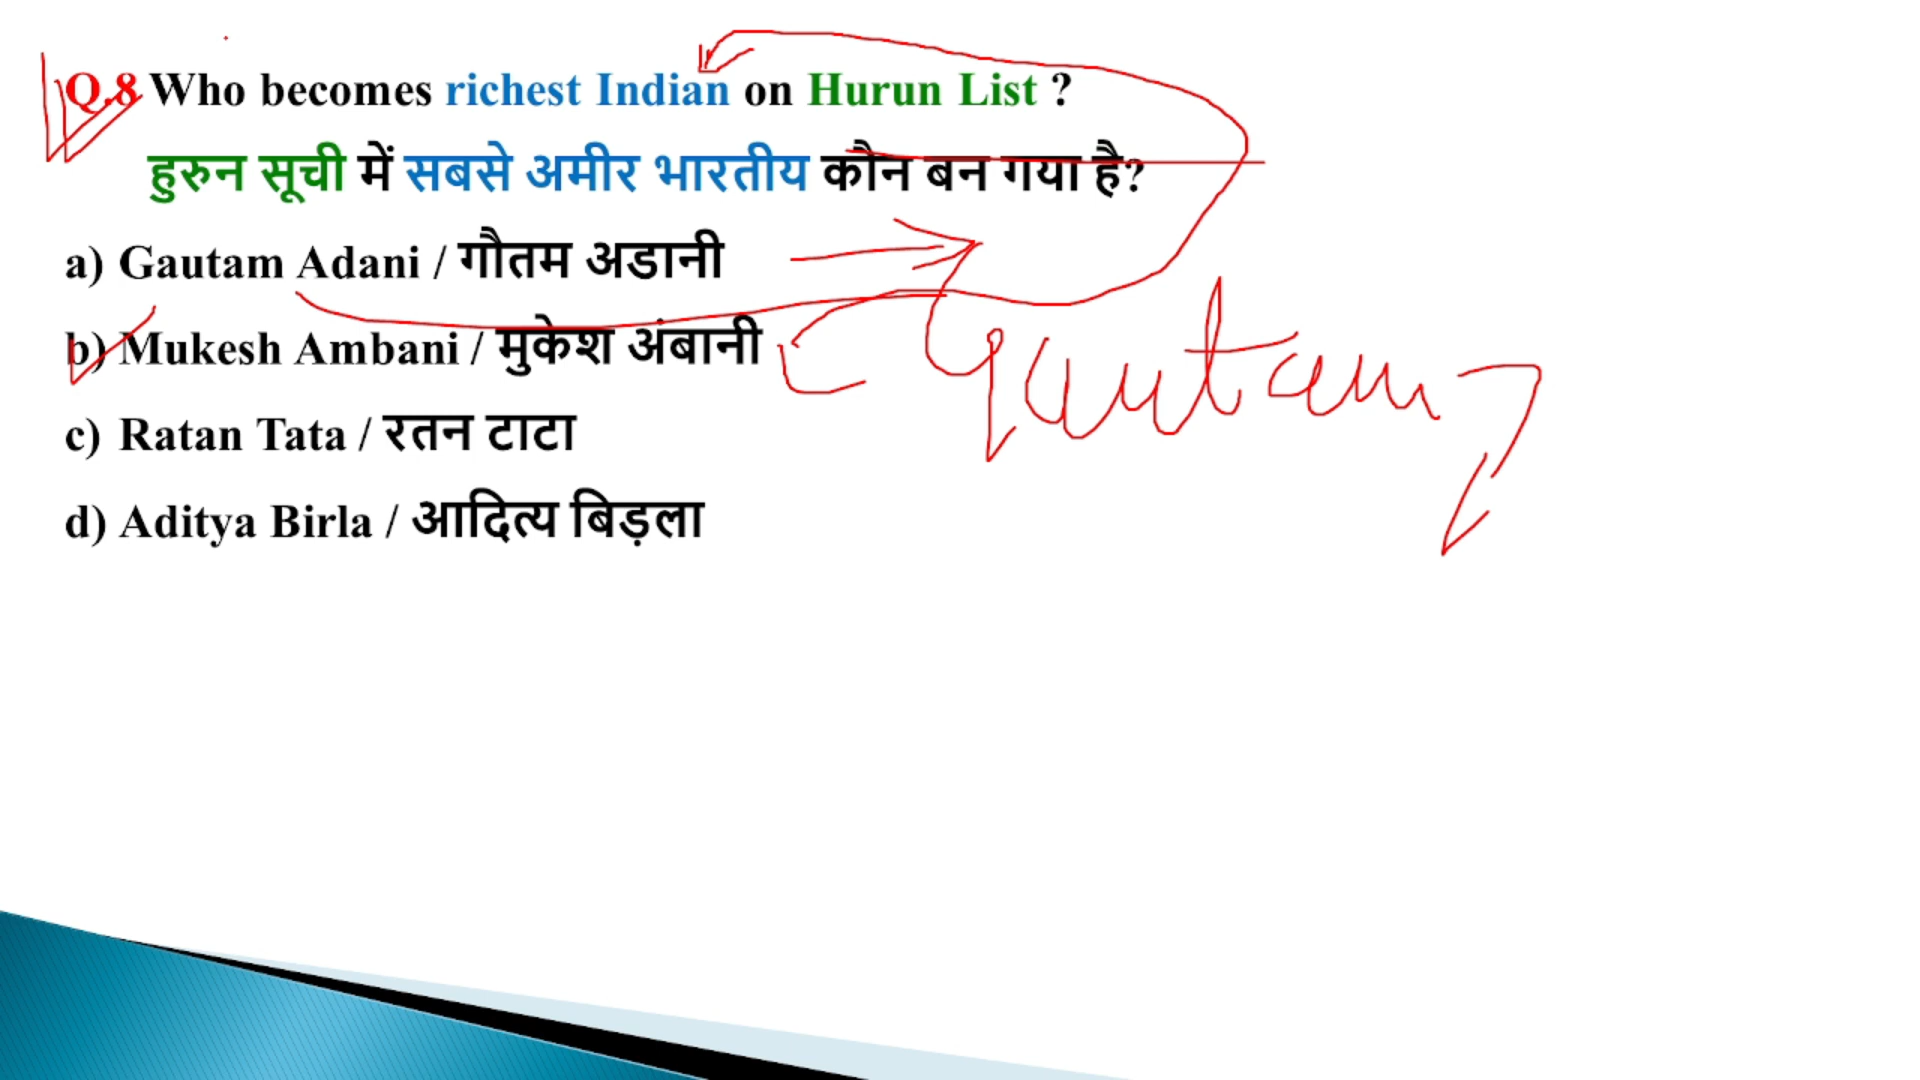 Q.8 Who becomes richest Indian on Hurun List ?
हुरुन सूची में सबसे अमीर भारतीय कौन बन गया है?
a) Gautam Adani / गौतम अडानी
b) Mukesh Ambani / मुकेश अंबानी
Gautam
c) Ratan Tata / रतन टाटा
d) Aditya Birla / आदित्य बिड़ला